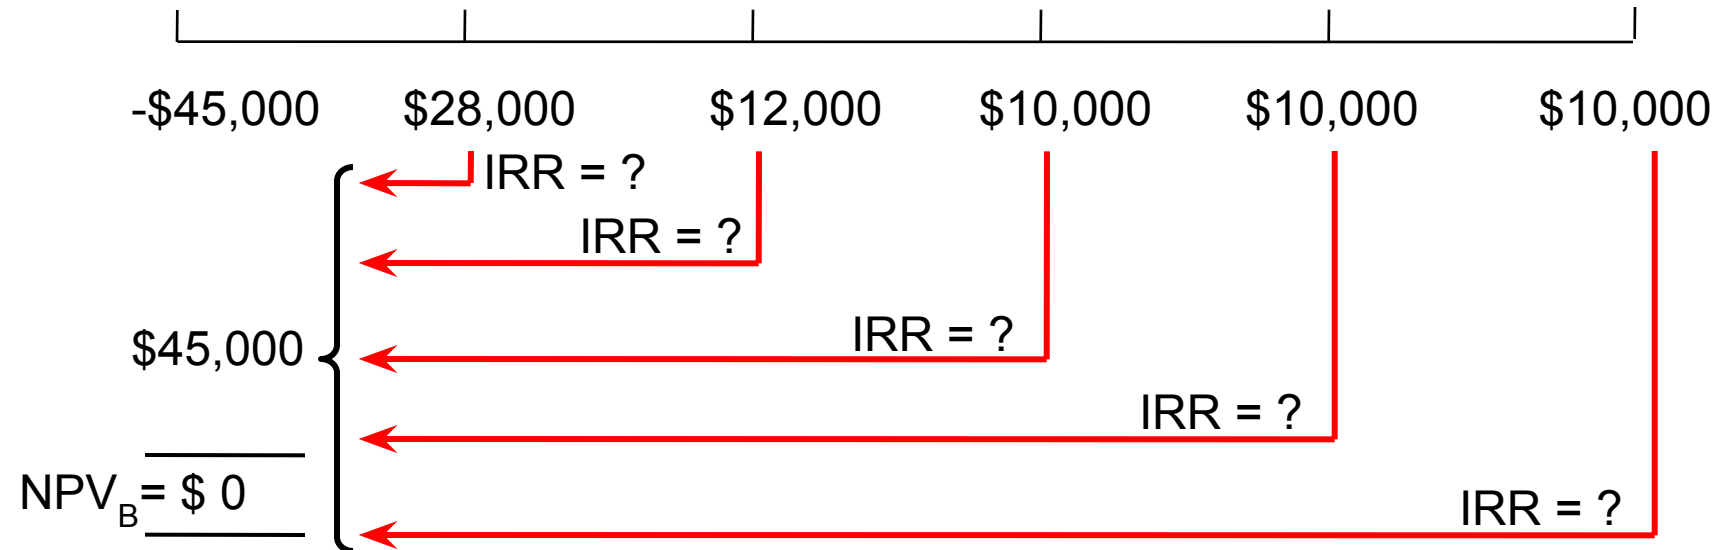 -$45,000 $28,000 $12,000 $10,000 $10,000 $10,000
IRR = ?
IRR = ?
IRR = ?
$45,000
IRR = ?
NPVB= $ 0
IRR = ?